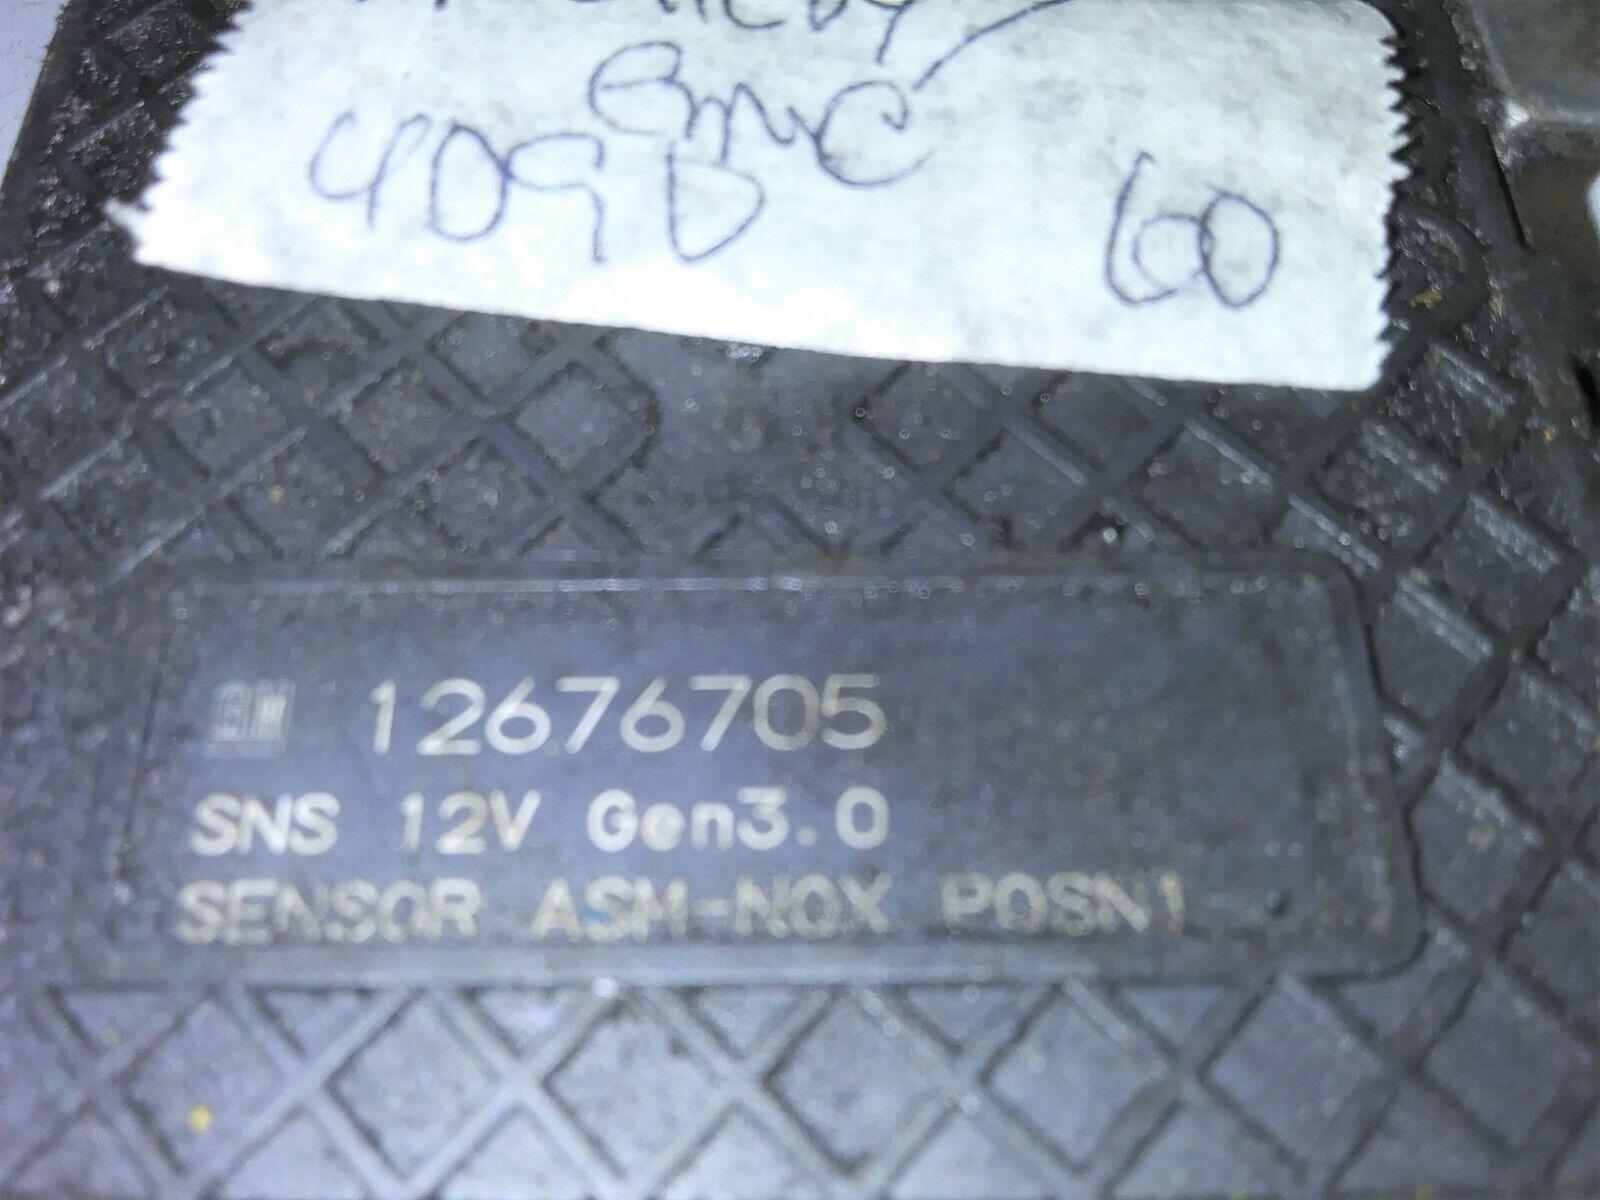 GMC
409D 60
GM 12676705
SNS 12V Gen3.0
SENSOR ASM-NOX POSN1